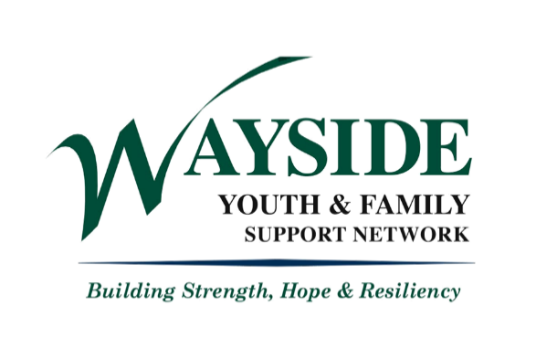 WAYSIDE
YOUTH & FAMILY
SUPPORT NETWORK
Building Strength, Hope & Resiliency